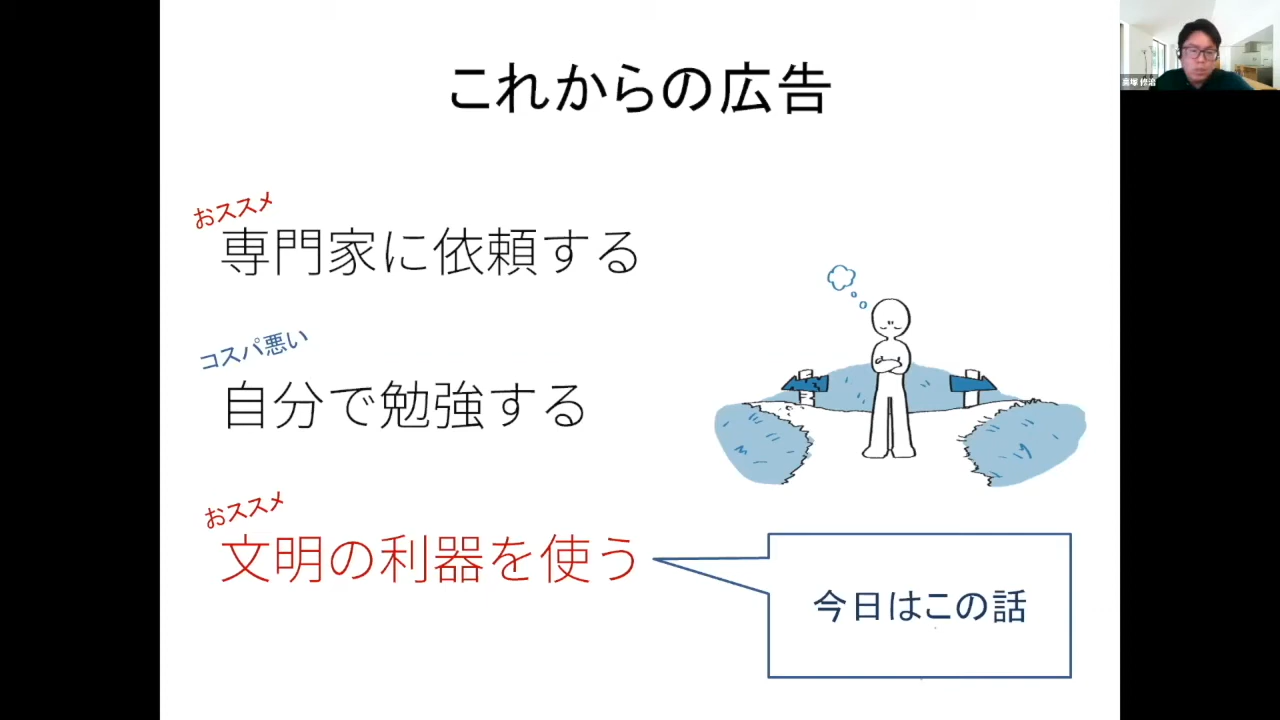 これからの広告
おススメ
専門家に依頼する
コスパ悪い
自分で勉強する
おススメ
文明の利器を使う
今日はこの話